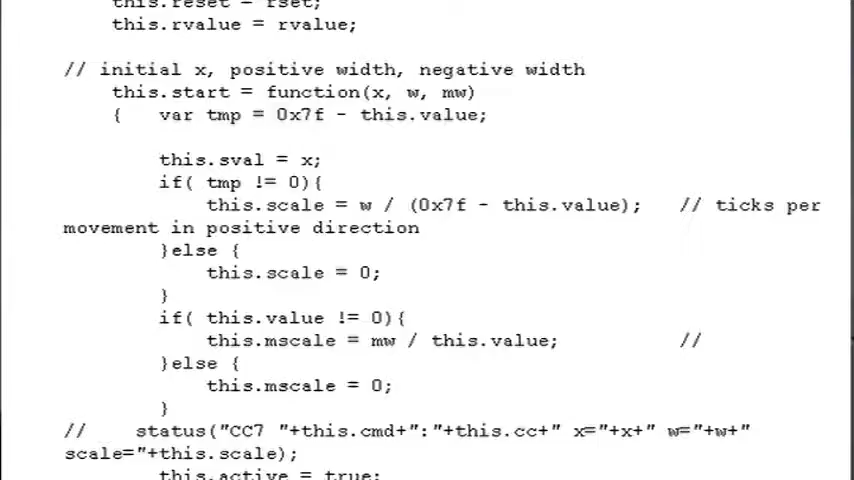 this.reset = rset;
this.rvalue = rvalue;
// initial x, positive width, negative width
this.start = function(x, w, mw)
{ var tmp = 0x7f - this.value;
this.sval = x;
if( tmp != 0){
this.scale = w / (0x7f - this.value); // ticks per
movement in positive direction
}else {
this.scale = 0;
}
if( this.value != 0){
this.mscale = mw / this.value; //
}else {
this.mscale = 0;
}
// status("CC7 "+this.cmd+":"+this.cc+" x="+x+" w="+w+"
scale="+this.scale);
this.active = true;